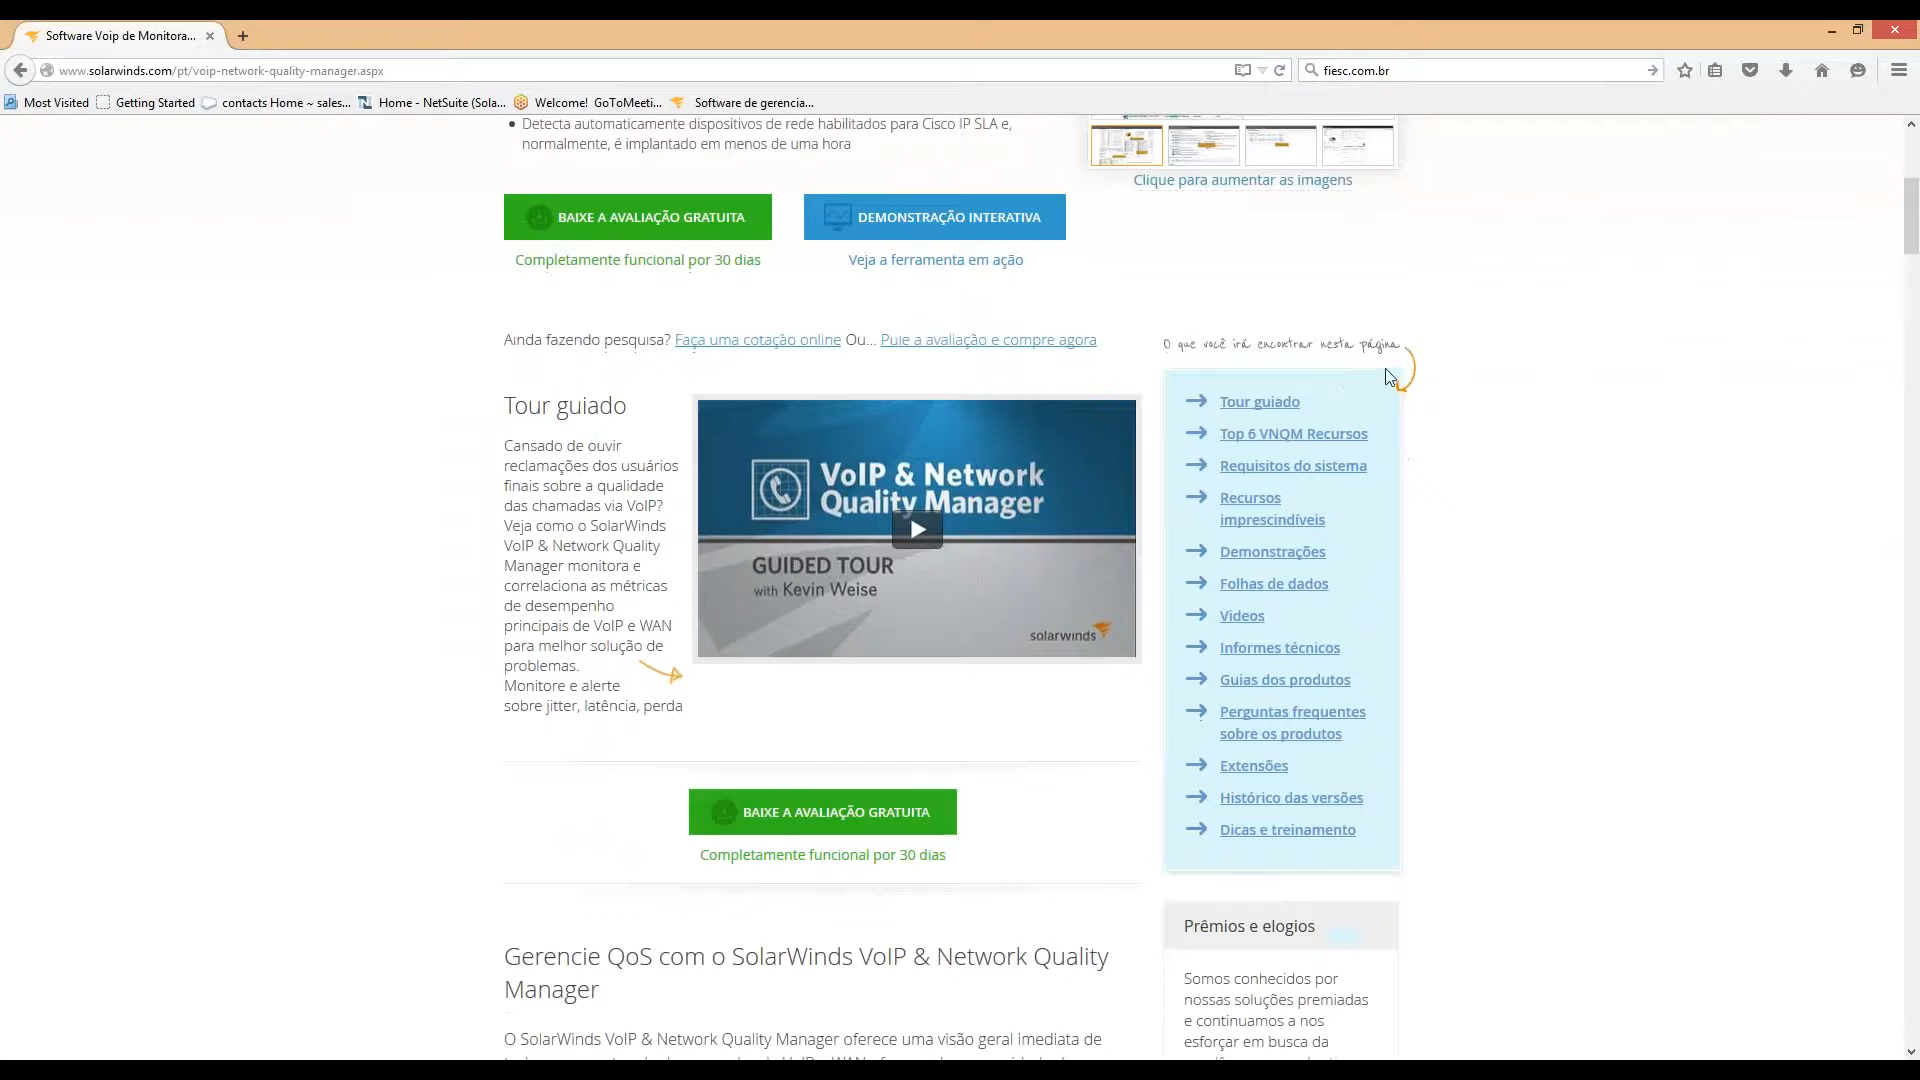 Software Voip de Monitora...
www.solarwinds.com/pt/voip-network-quality-manager.aspx
fiesc.com.br
Most Visited Getting Started contacts Home ~ sales... Home - NetSuite (Sola... Welcome! GoToMeeti... Software de gerencia...
Detecta automaticamente dispositivos de rede habilitados para Cisco IP SLA e,
normalmente, é implantado em menos de uma hora
Clique para aumentar as imagens
BAIXE A AVALIAÇÃO GRATUITA
DEMONSTRAÇÃO INTERATIVA
Completamente funcional por 30 dias
Veja a ferramenta em ação
Ainda fazendo pesquisa? Faça uma cotação online Ou... Pule a avaliação e compre agora
O que você irá encontrar nesta página
Tour guiado
Cansado de ouvir
reclamações dos usuários
finais sobre a qualidade
das chamadas via VoIP?
Veja como o SolarWinds
VoIP & Network Quality
Manager monitora e
correlaciona as métricas
de desempenho
principais de VoIP e WAN
para melhor solução de
problemas.
Monitore e alerte
sobre jitter, latência, perda
VoIP & Network
Quality Manager
GUIDED TOUR
with Kevin Weise
solarwinds
Tour guiado
Top 6 VNQM Recursos
Requisitos do sistema
Recursos
imprescindíveis
Demonstrações
Folhas de dados
Videos
Informes técnicos
Guias dos produtos
Perguntas frequentes
sobre os produtos
Extensões
Histórico das versões
Dicas e treinamento
BAIXE A AVALIAÇÃO GRATUITA
Completamente funcional por 30 dias
Gerencie QoS com o SolarWinds VoIP & Network Quality
Manager
O SolarWinds VoIP & Network Quality Manager oferece uma visão geral imediata de
Prêmios e elogios
Somos conhecidos por
nossas soluções premiadas
e continuamos a nos
esforçar em busca da